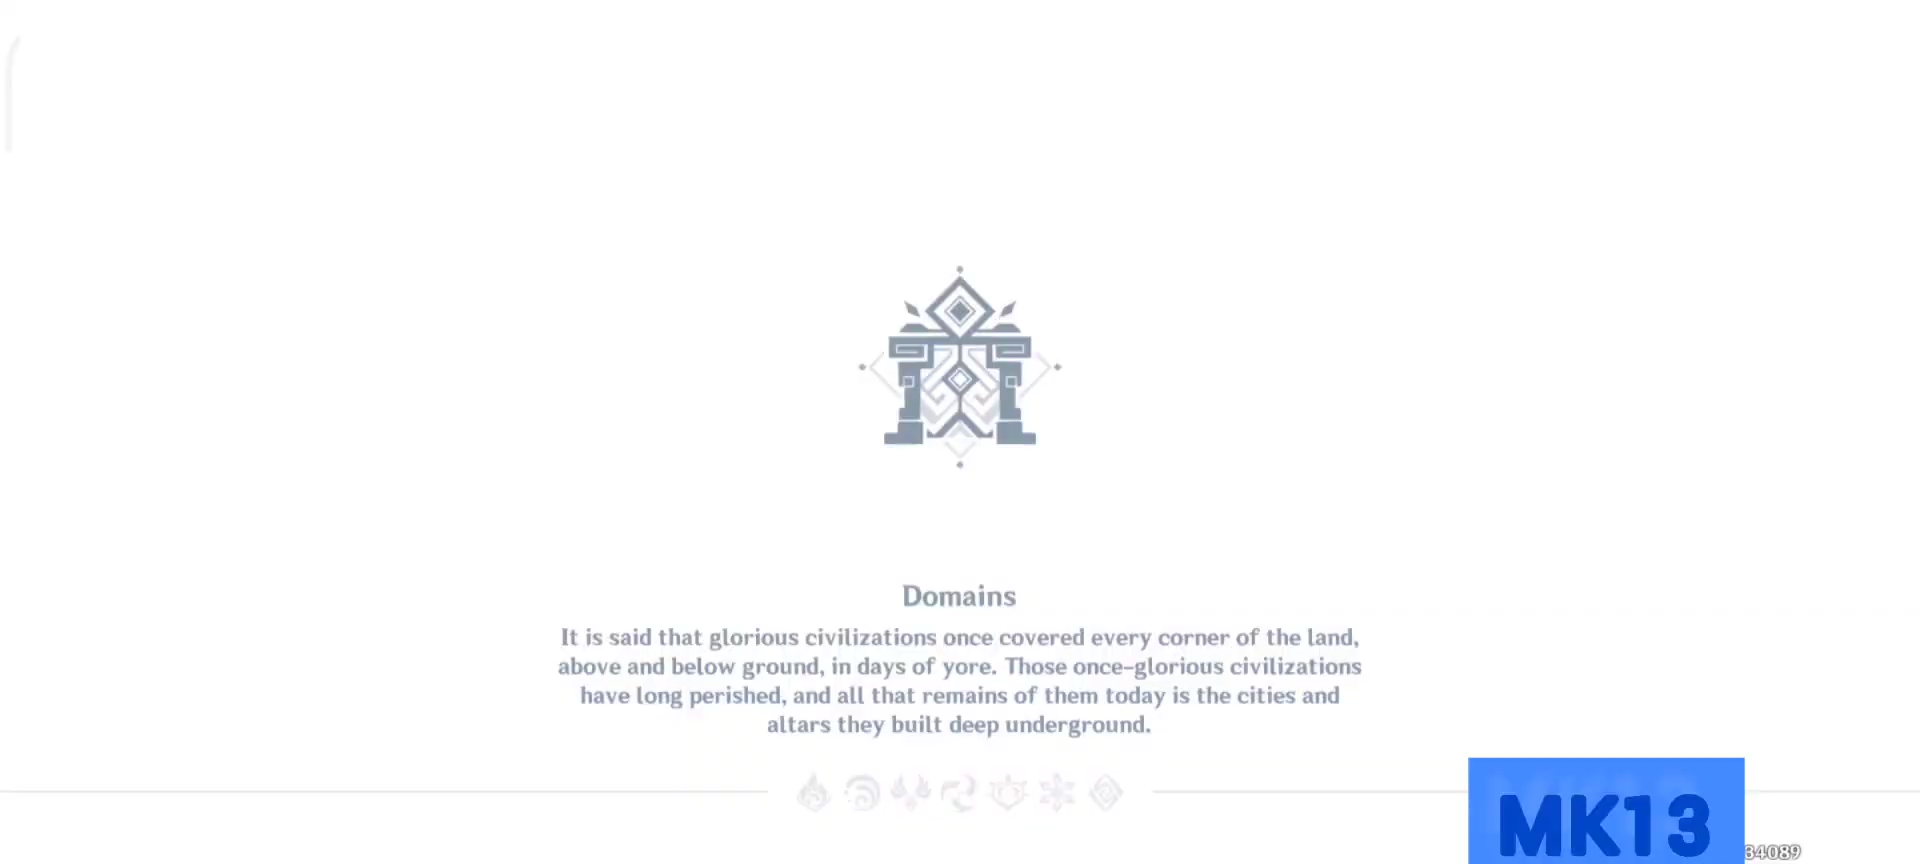 Domains
It is said that glorious civilizations once covered every corner of the land,
above and below ground, in days of yore. Those once-glorious civilizations
have long perished, and all that remains of them today is the cities and
altars they built deep underground.
MK13
34089